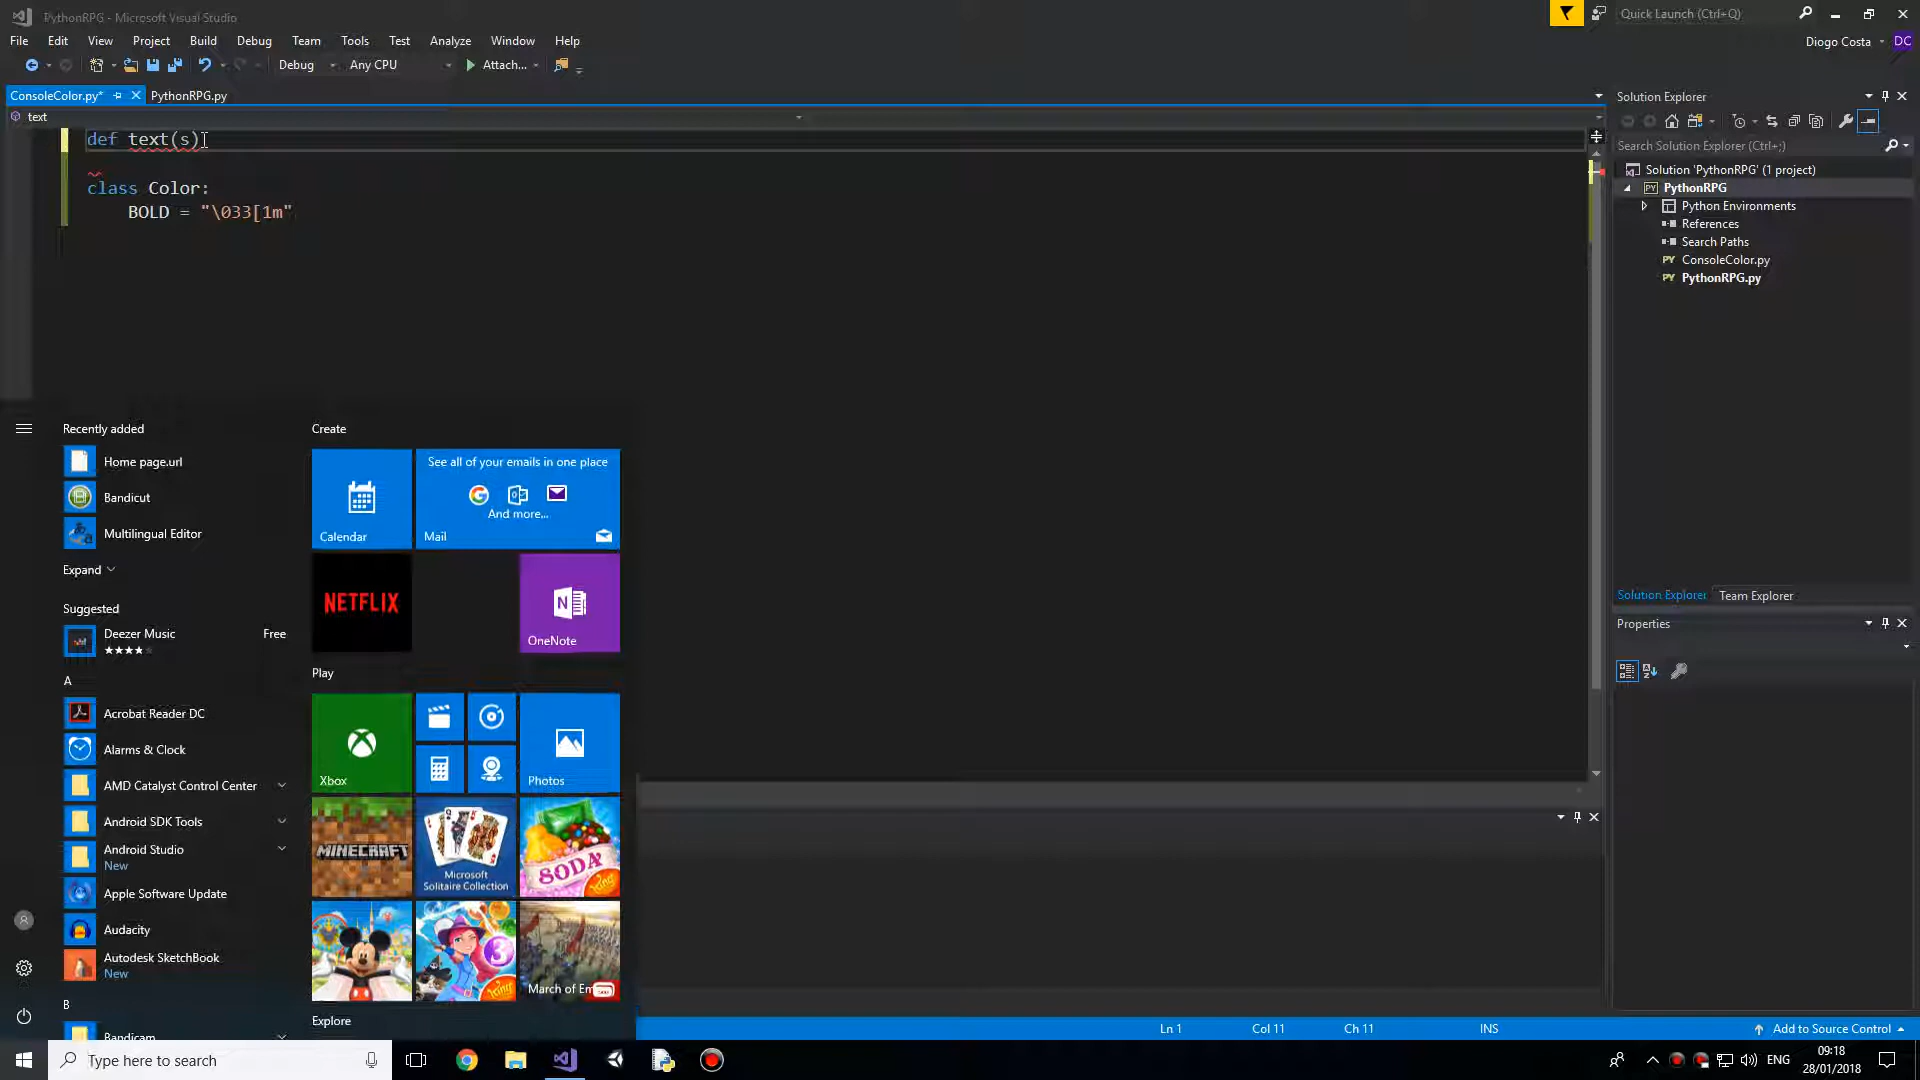 PythonRPG - Microsoft Visual Studio
Quick Launch (Ctrl+Q)
File Edit View Project Build Debug Team Tools Test Analyze Window Help
Diogo Costa DC
Debug Any CPU Attach...
ConsoleColor.py* PythonRPG.py
text
def text(s)
class Color:
BOLD = "\033[1m"
Solution Explorer
Search Solution Explorer (Ctrl+;)
Solution 'PythonRPG' (1 project)
PY PythonRPG
Python Environments
References
Search Paths
PY ConsoleColor.py
PY PythonRPG.py
Solution Explorer Team Explorer
Properties
Recently added
Home page.url
Bandicut
Multilingual Editor
Expand
Suggested
Deezer Music Free
A
Acrobat Reader DC
Alarms & Clock
AMD Catalyst Control Center
Android SDK Tools
Android Studio
New
Apple Software Update
Audacity
Autodesk SketchBook
New
B
Bandicam
Create
See all of your emails in one place
And more...
Calendar
Mail
NETFLIX
OneNote
Play
Xbox
Photos
MINECRAFT
Microsoft
Solitaire Collection
SODA
King
3
King
March of Em
Explore
Ln 1 Col 11 Ch 11 INS Add to Source Control
Type here to search
ENG
09:18
28/01/2018